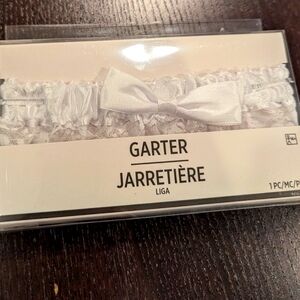 GARTER
JARRETIÈRE
LIGA
1 PC/MC/P